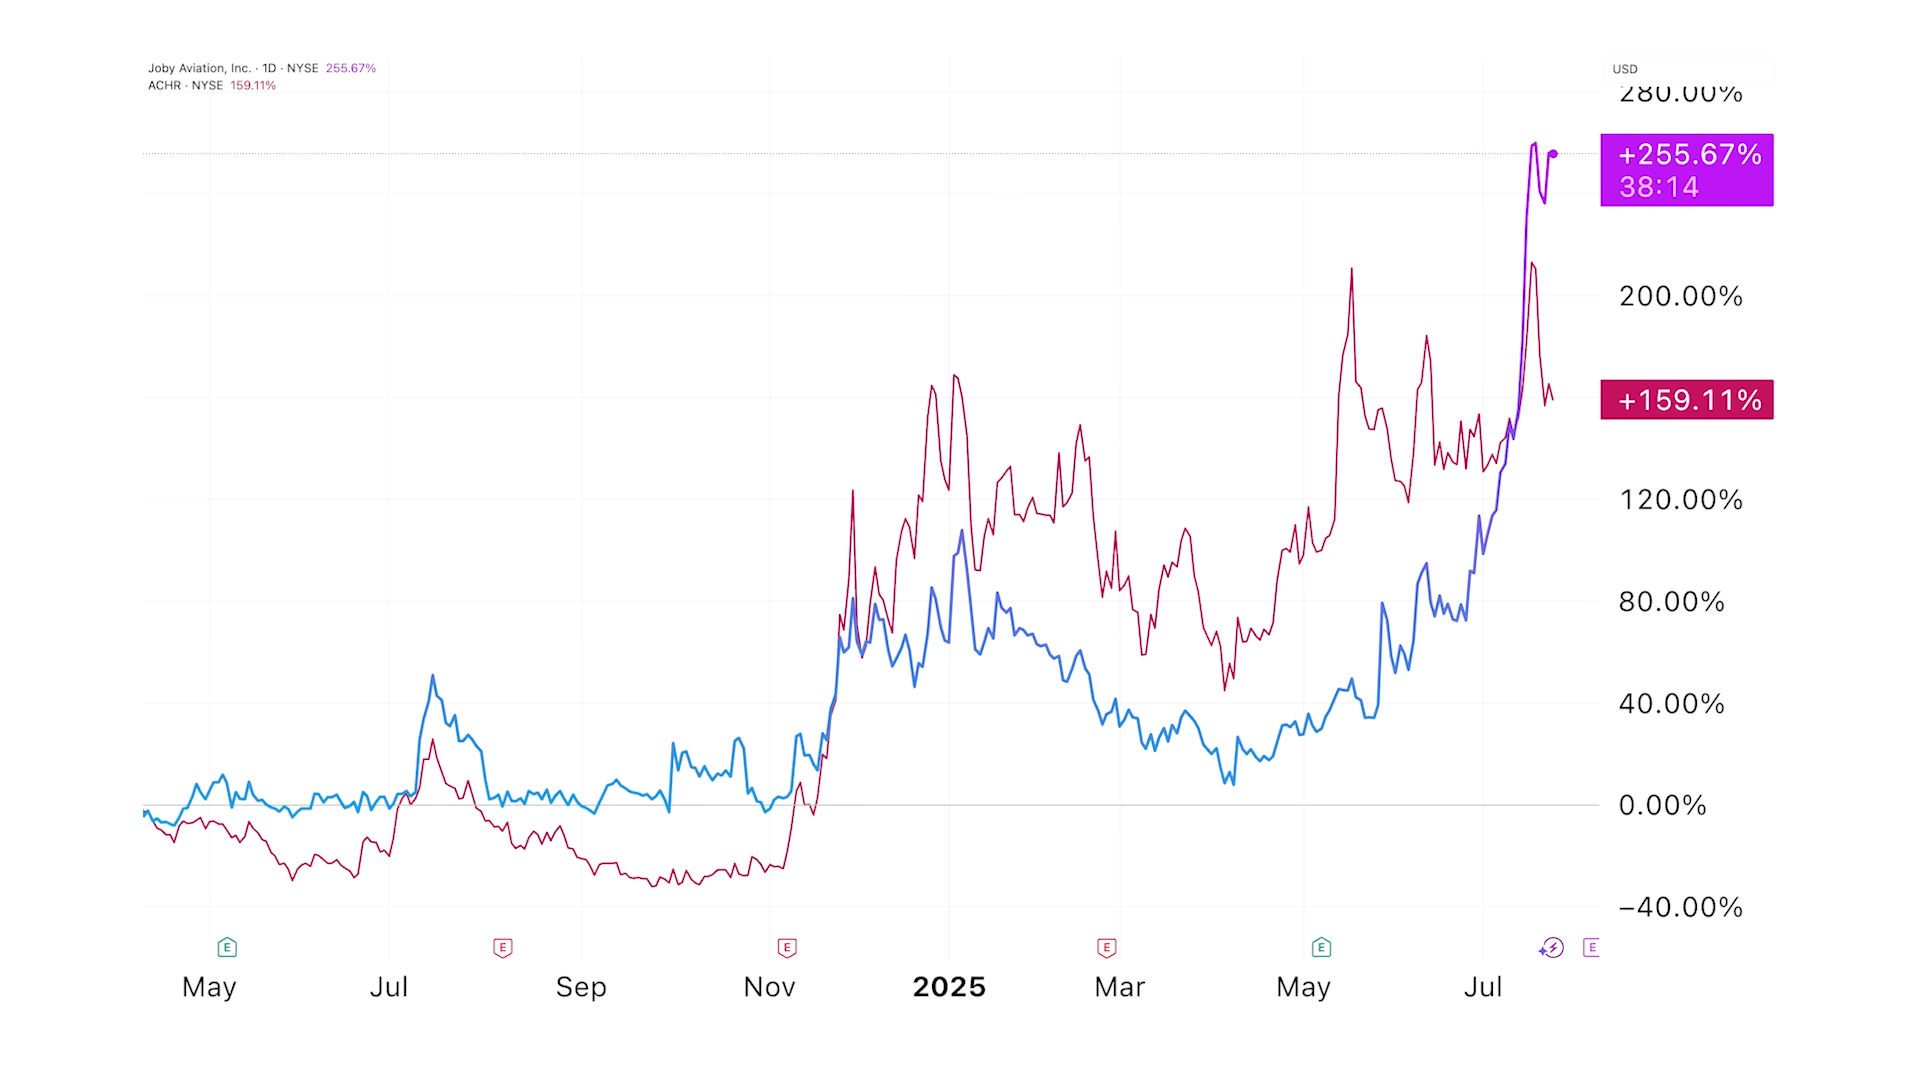 Joby Aviation, Inc. · 1D · NYSE 255.67%
ACHR · NYSE 159.11%
USD
280.00%
+255.67%
38:14
200.00%
+159.11%
120.00%
80.00%
40.00%
0.00%
−40.00%
E E E E E E
May Jul Sep Nov 2025 Mar May Jul